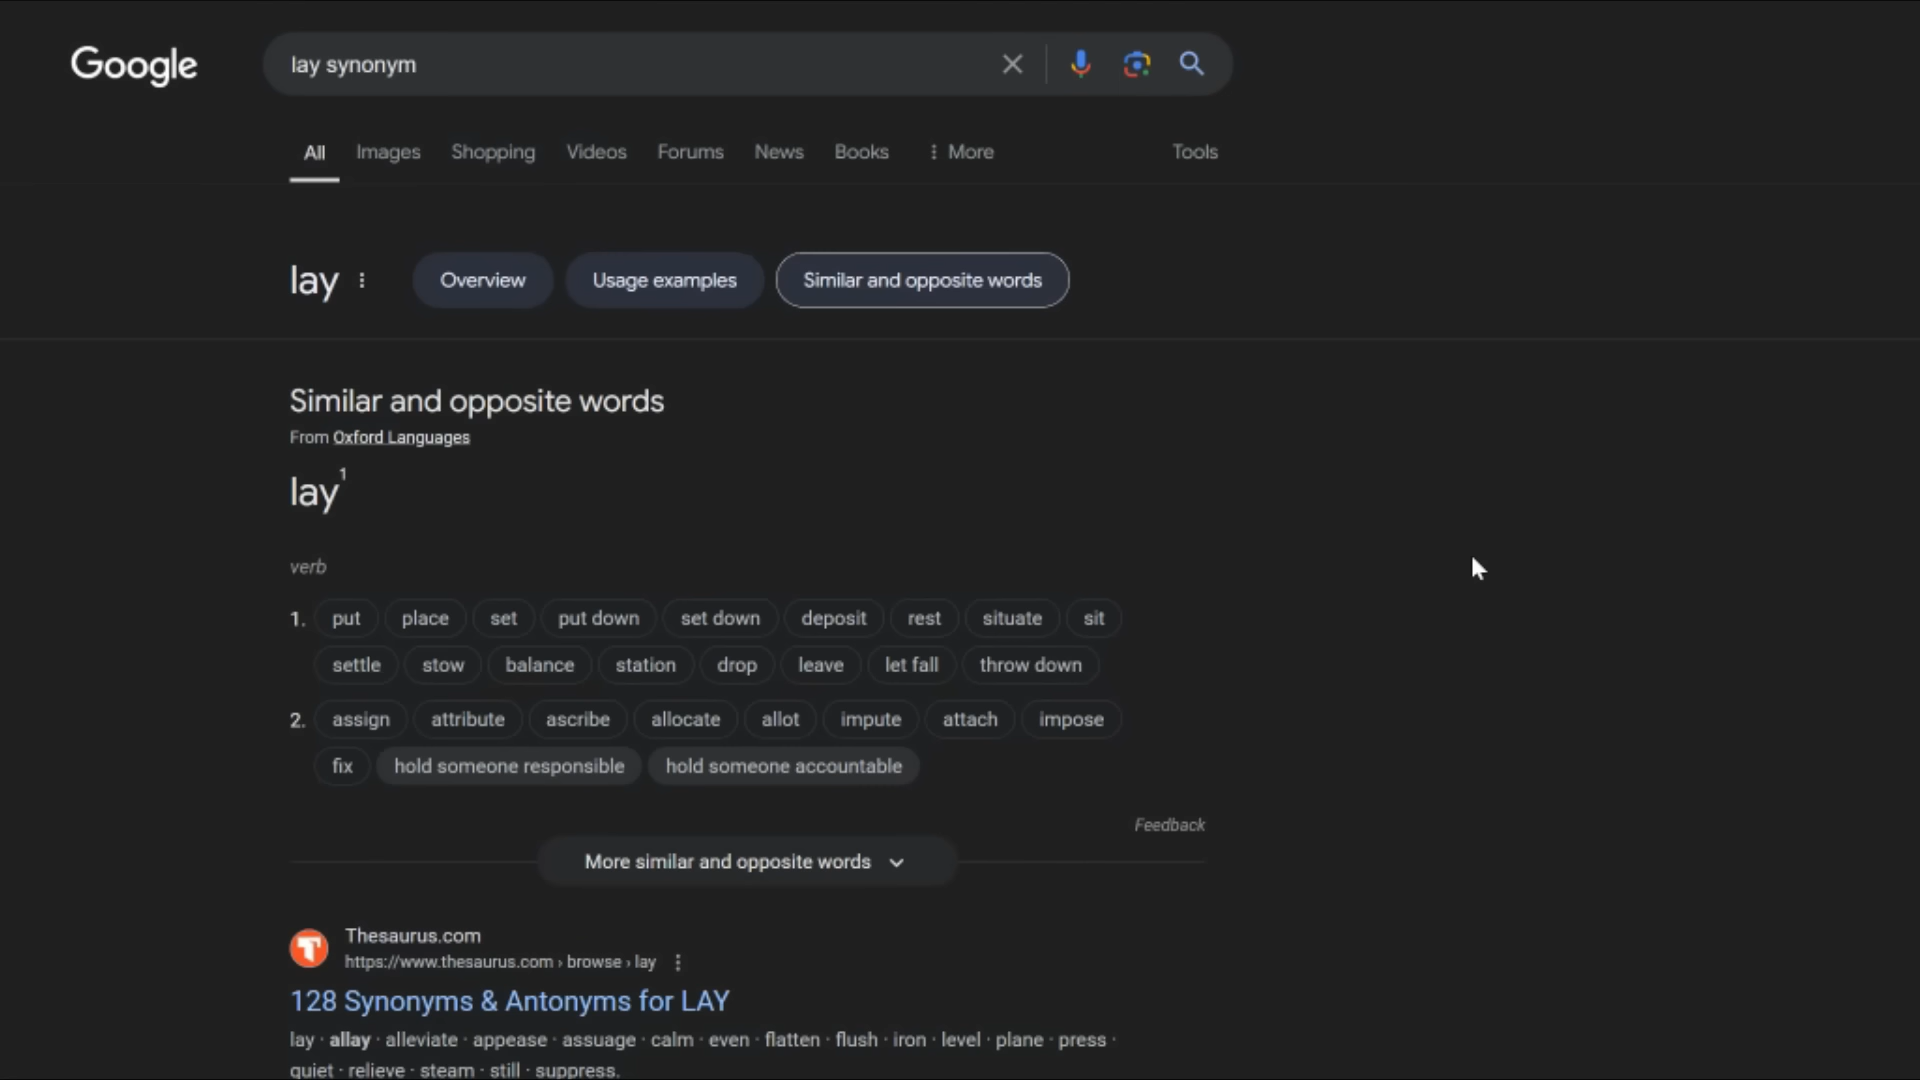 Google
lay synonym
All Images Shopping Videos Forums News Books More Tools
lay Overview Usage examples Similar and opposite words
Similar and opposite words
From Oxford Languages
lay¹
verb
1. put place set put down set down deposit rest situate sit
settle stow balance station drop leave let fall throw down
2. assign attribute ascribe allocate allot impute attach impose
fix hold someone responsible hold someone accountable
Feedback
More similar and opposite words
Thesaurus.com
https://www.thesaurus.com › browse › lay
128 Synonyms & Antonyms for LAY
lay · allay · alleviate · appease · assuage · calm · even · flatten · flush · iron · level · plane · press ·
quiet · relieve · steam · still · suppress.